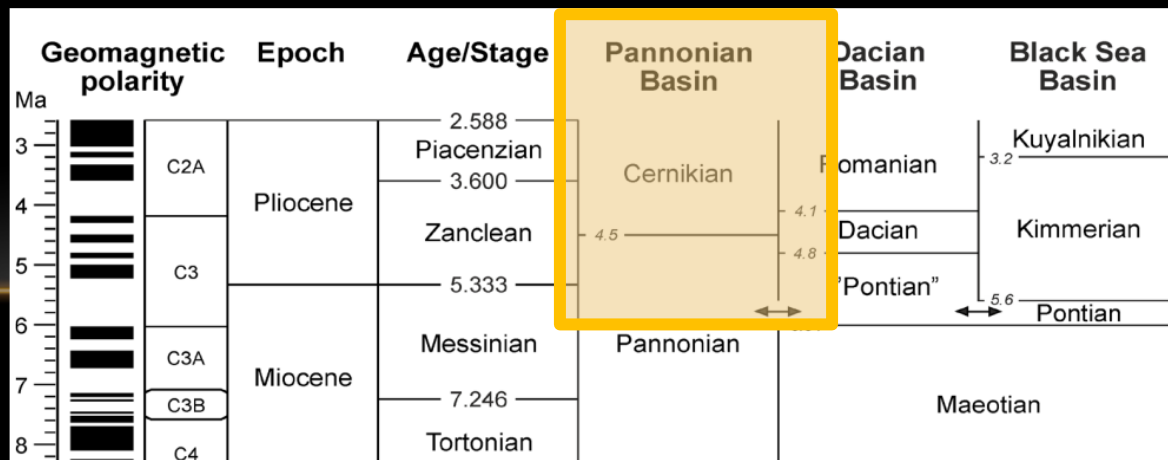 Geomagnetic polarity Epoch Age/Stage Pannonian Basin Dacian Basin Black Sea Basin
Ma
2.588
3 C2A Piacenzian Cernikian Romanian Kuyalnikian
3.2
3.600
4 Pliocene 4.1
Zanclean 4.5 Dacian Kimmerian
4.8
5 C3 5.333 "Pontian" 5.6
6 Pontian
C3A Messinian Pannonian
7 Miocene
C3B 7.246 Maeotian
8 C4 Tortonian